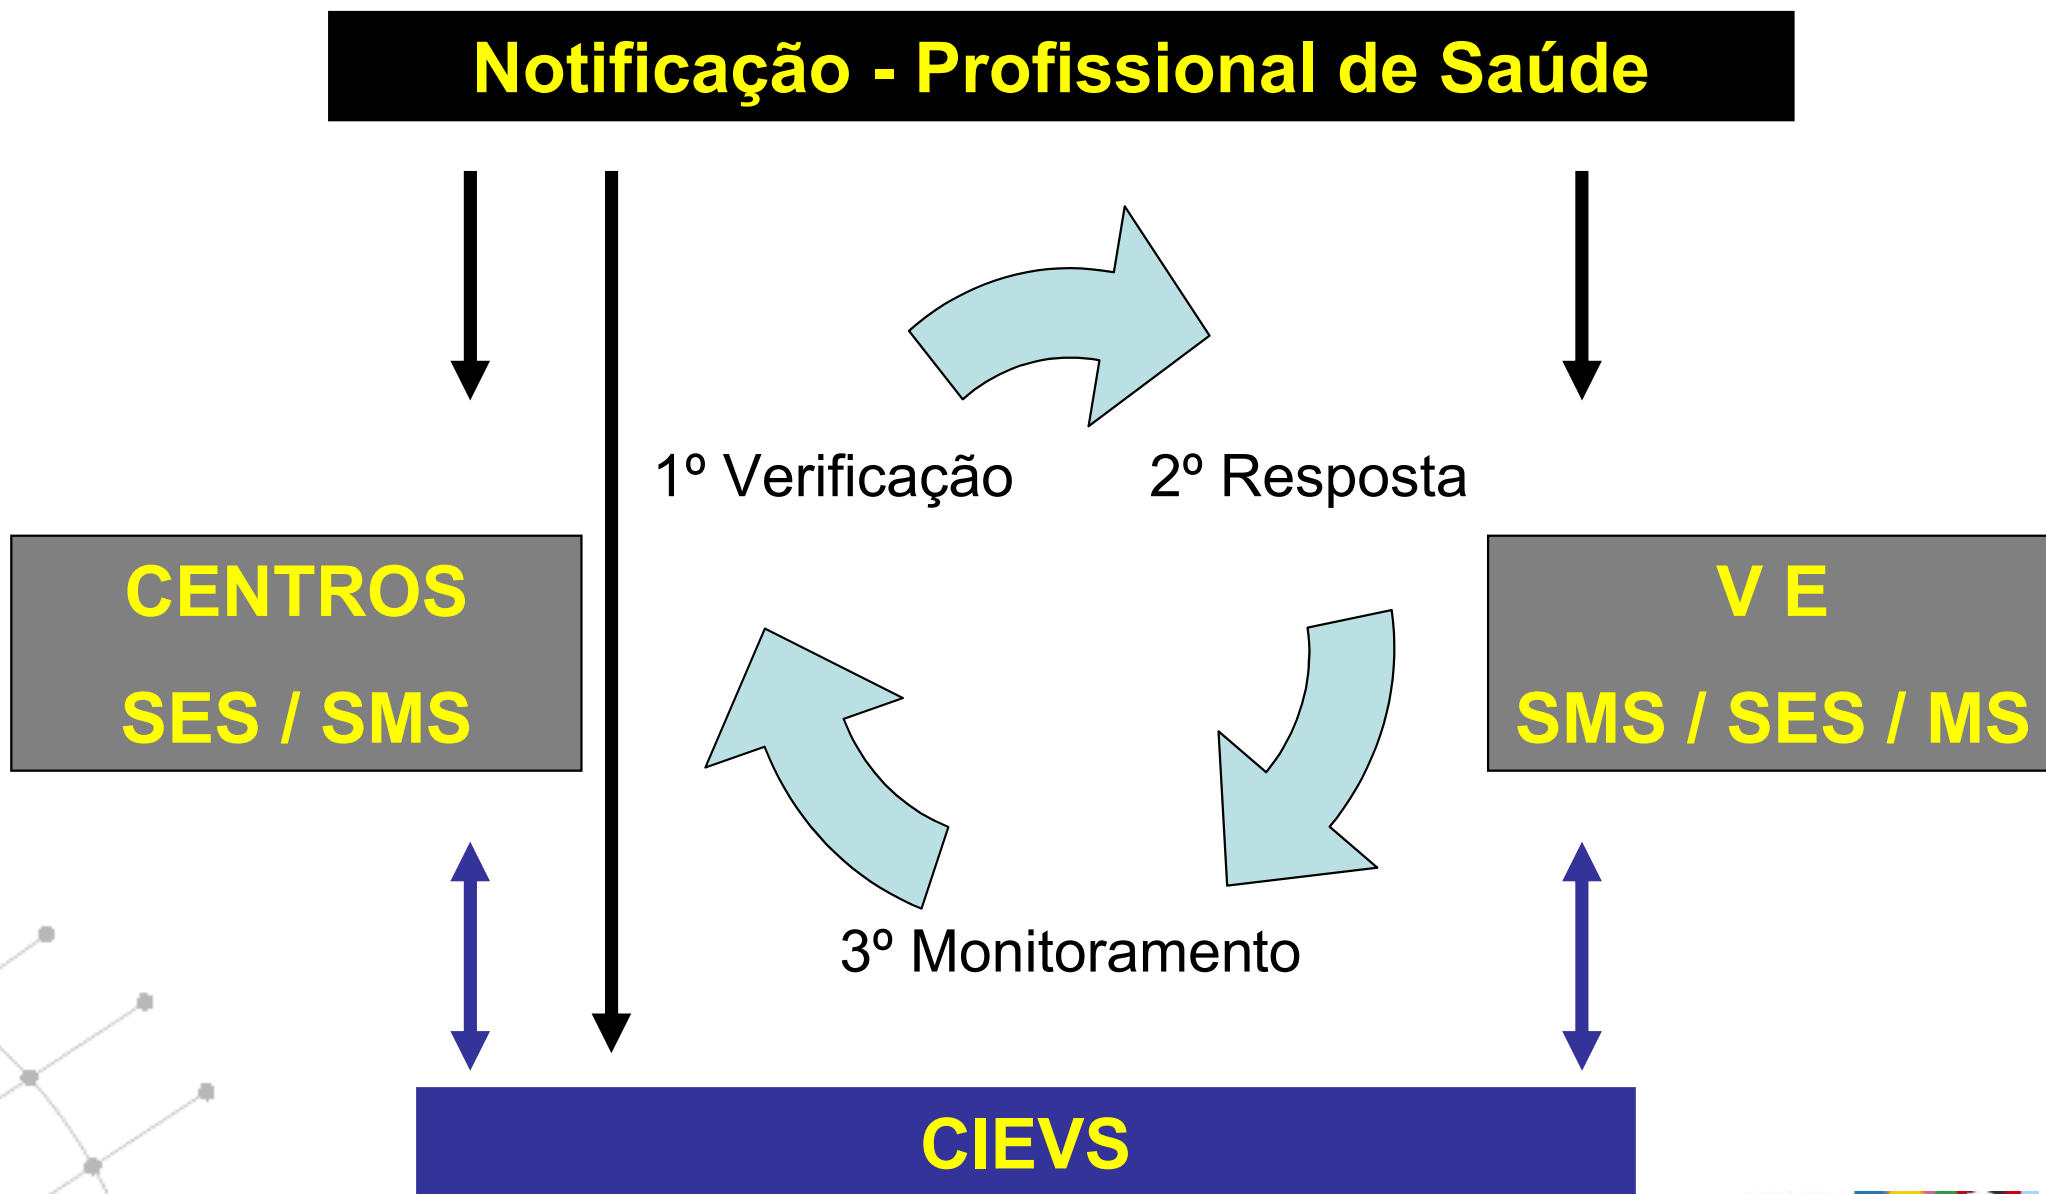 Notificação - Profissional de Saúde
1º Verificação
2º Resposta
CENTROS
SES / SMS
V E
SMS / SES / MS
3º Monitoramento
CIEVS